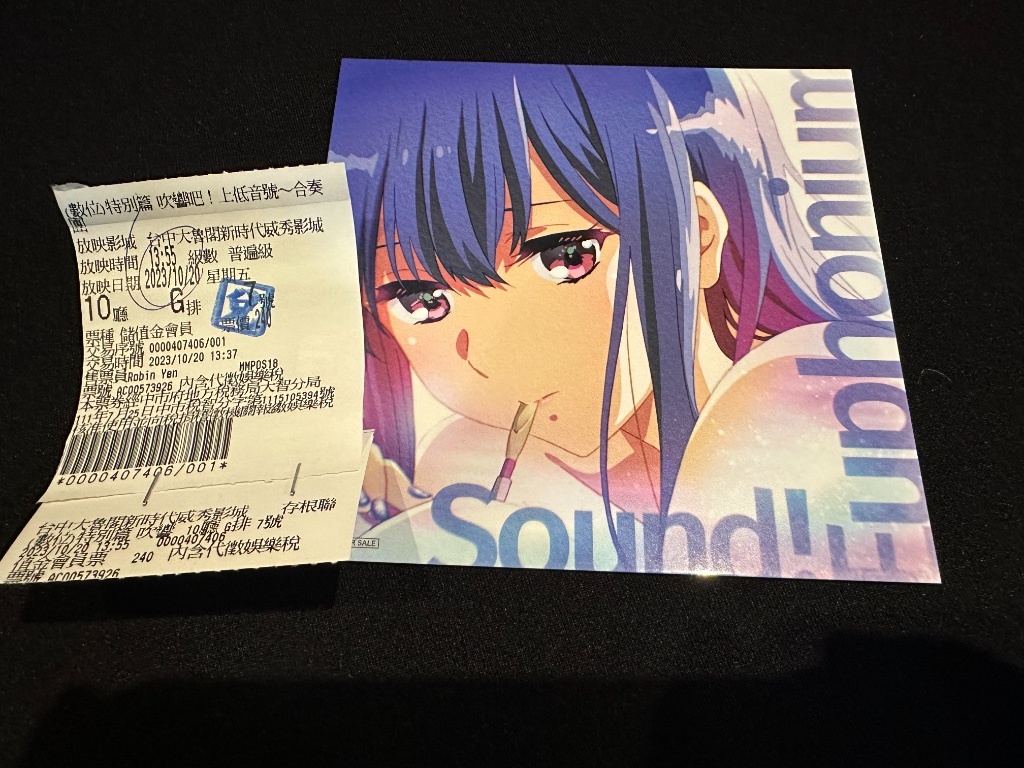 數位)特別篇 吹響吧！上低音號～合奏
放映影城 台中大魯閣新時代威秀影城
放映時間 13:55 級數 普遍級
放映日期 2023/10/20 星期五
10廳 G排 7號
票價 240
票種 儲值金會員
交易序號 0000407406/001
交易時間 2023/10/20 13:37
MMPOS18
售票員Robin Yen
票號 AC00573926 內含代徵娛樂稅
*0000407406/001*
台中大魯閣新時代威秀影城 存根聯
數位)特別篇 吹響 10廳 G排 7號
2023/10/20 13:55 0000407406
值金會員票 240 內含代徵娛樂稅
票號 AC00573926
Sound!
Euphonium
R SALE